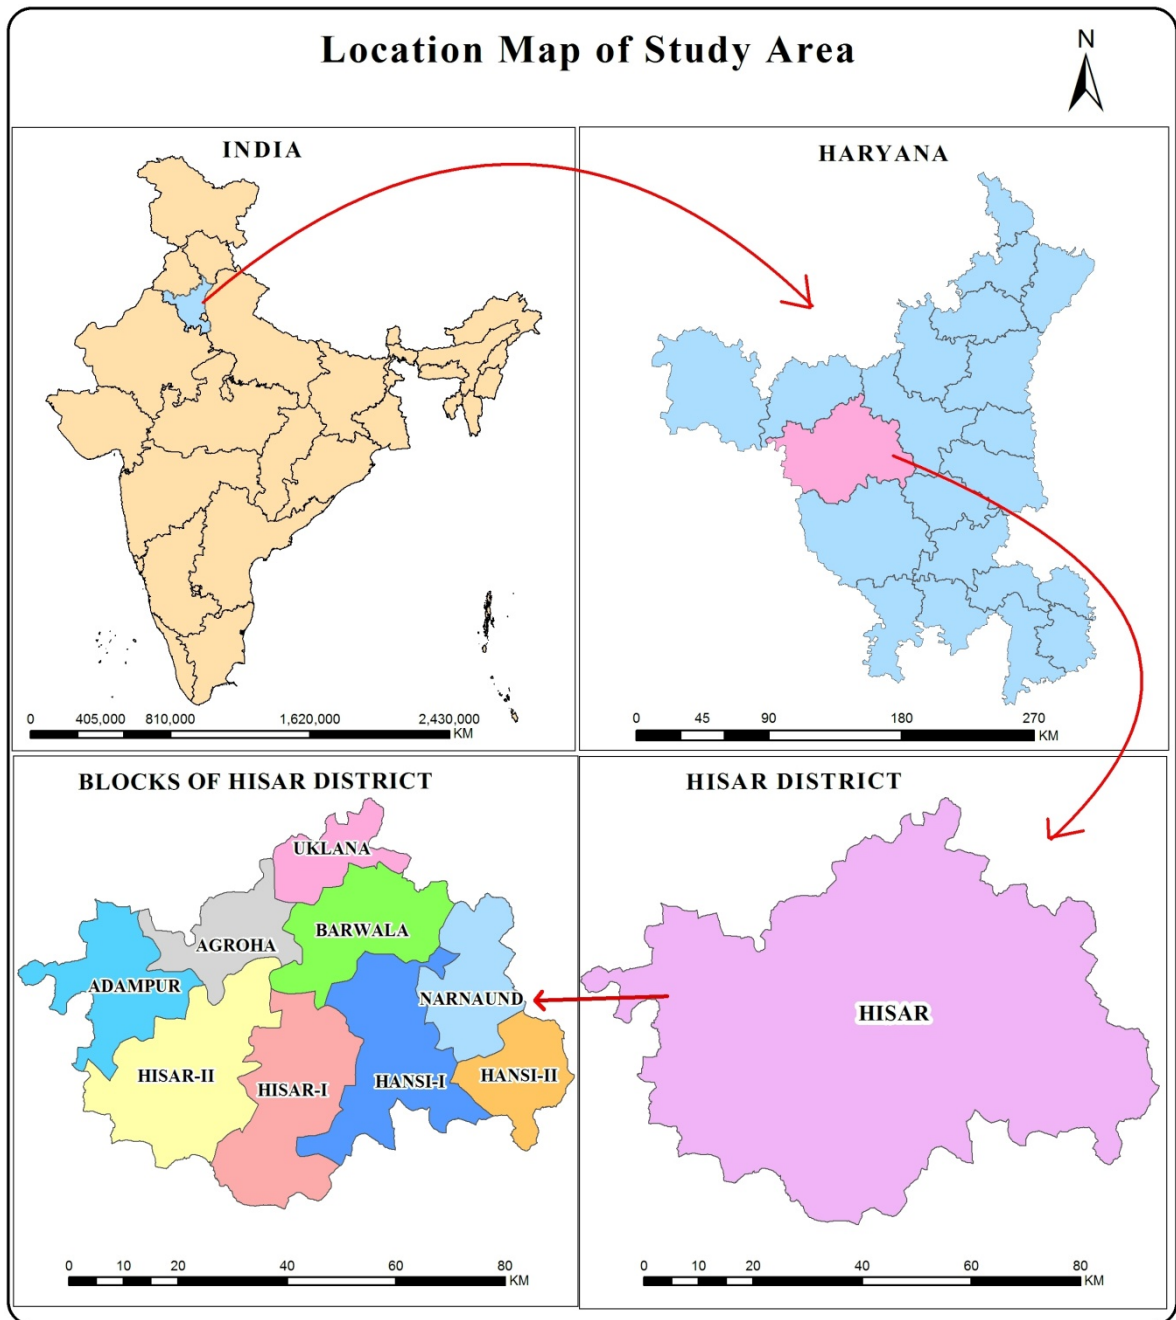 Location Map of Study Area
N
INDIA
0 405,000 810,000 1,620,000 2,430,000
KM
HARYANA
0 45 90 180 270
KM
BLOCKS OF HISAR DISTRICT
UKLANA
BARWALA
AGROHA
ADAMPUR
NARNAUND
HISAR-II
HISAR-I
HANSI-I
HANSI-II
0 10 20 40 60 80
KM
HISAR DISTRICT
HISAR
0 10 20 40 60 80
KM